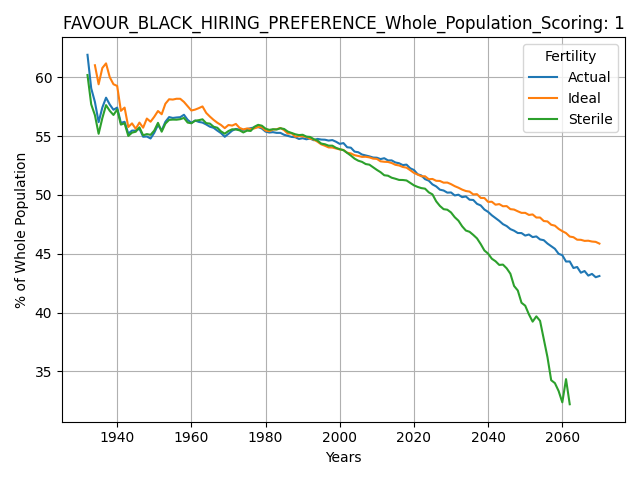 FAVOUR_BLACK_HIRING_PREFERENCE_Whole_Population_Scoring: 1
Fertility
Actual
Ideal
Sterile
% of Whole Population
60
55
50
45
40
35
1940
1960
1980
2000
2020
2040
2060
Years